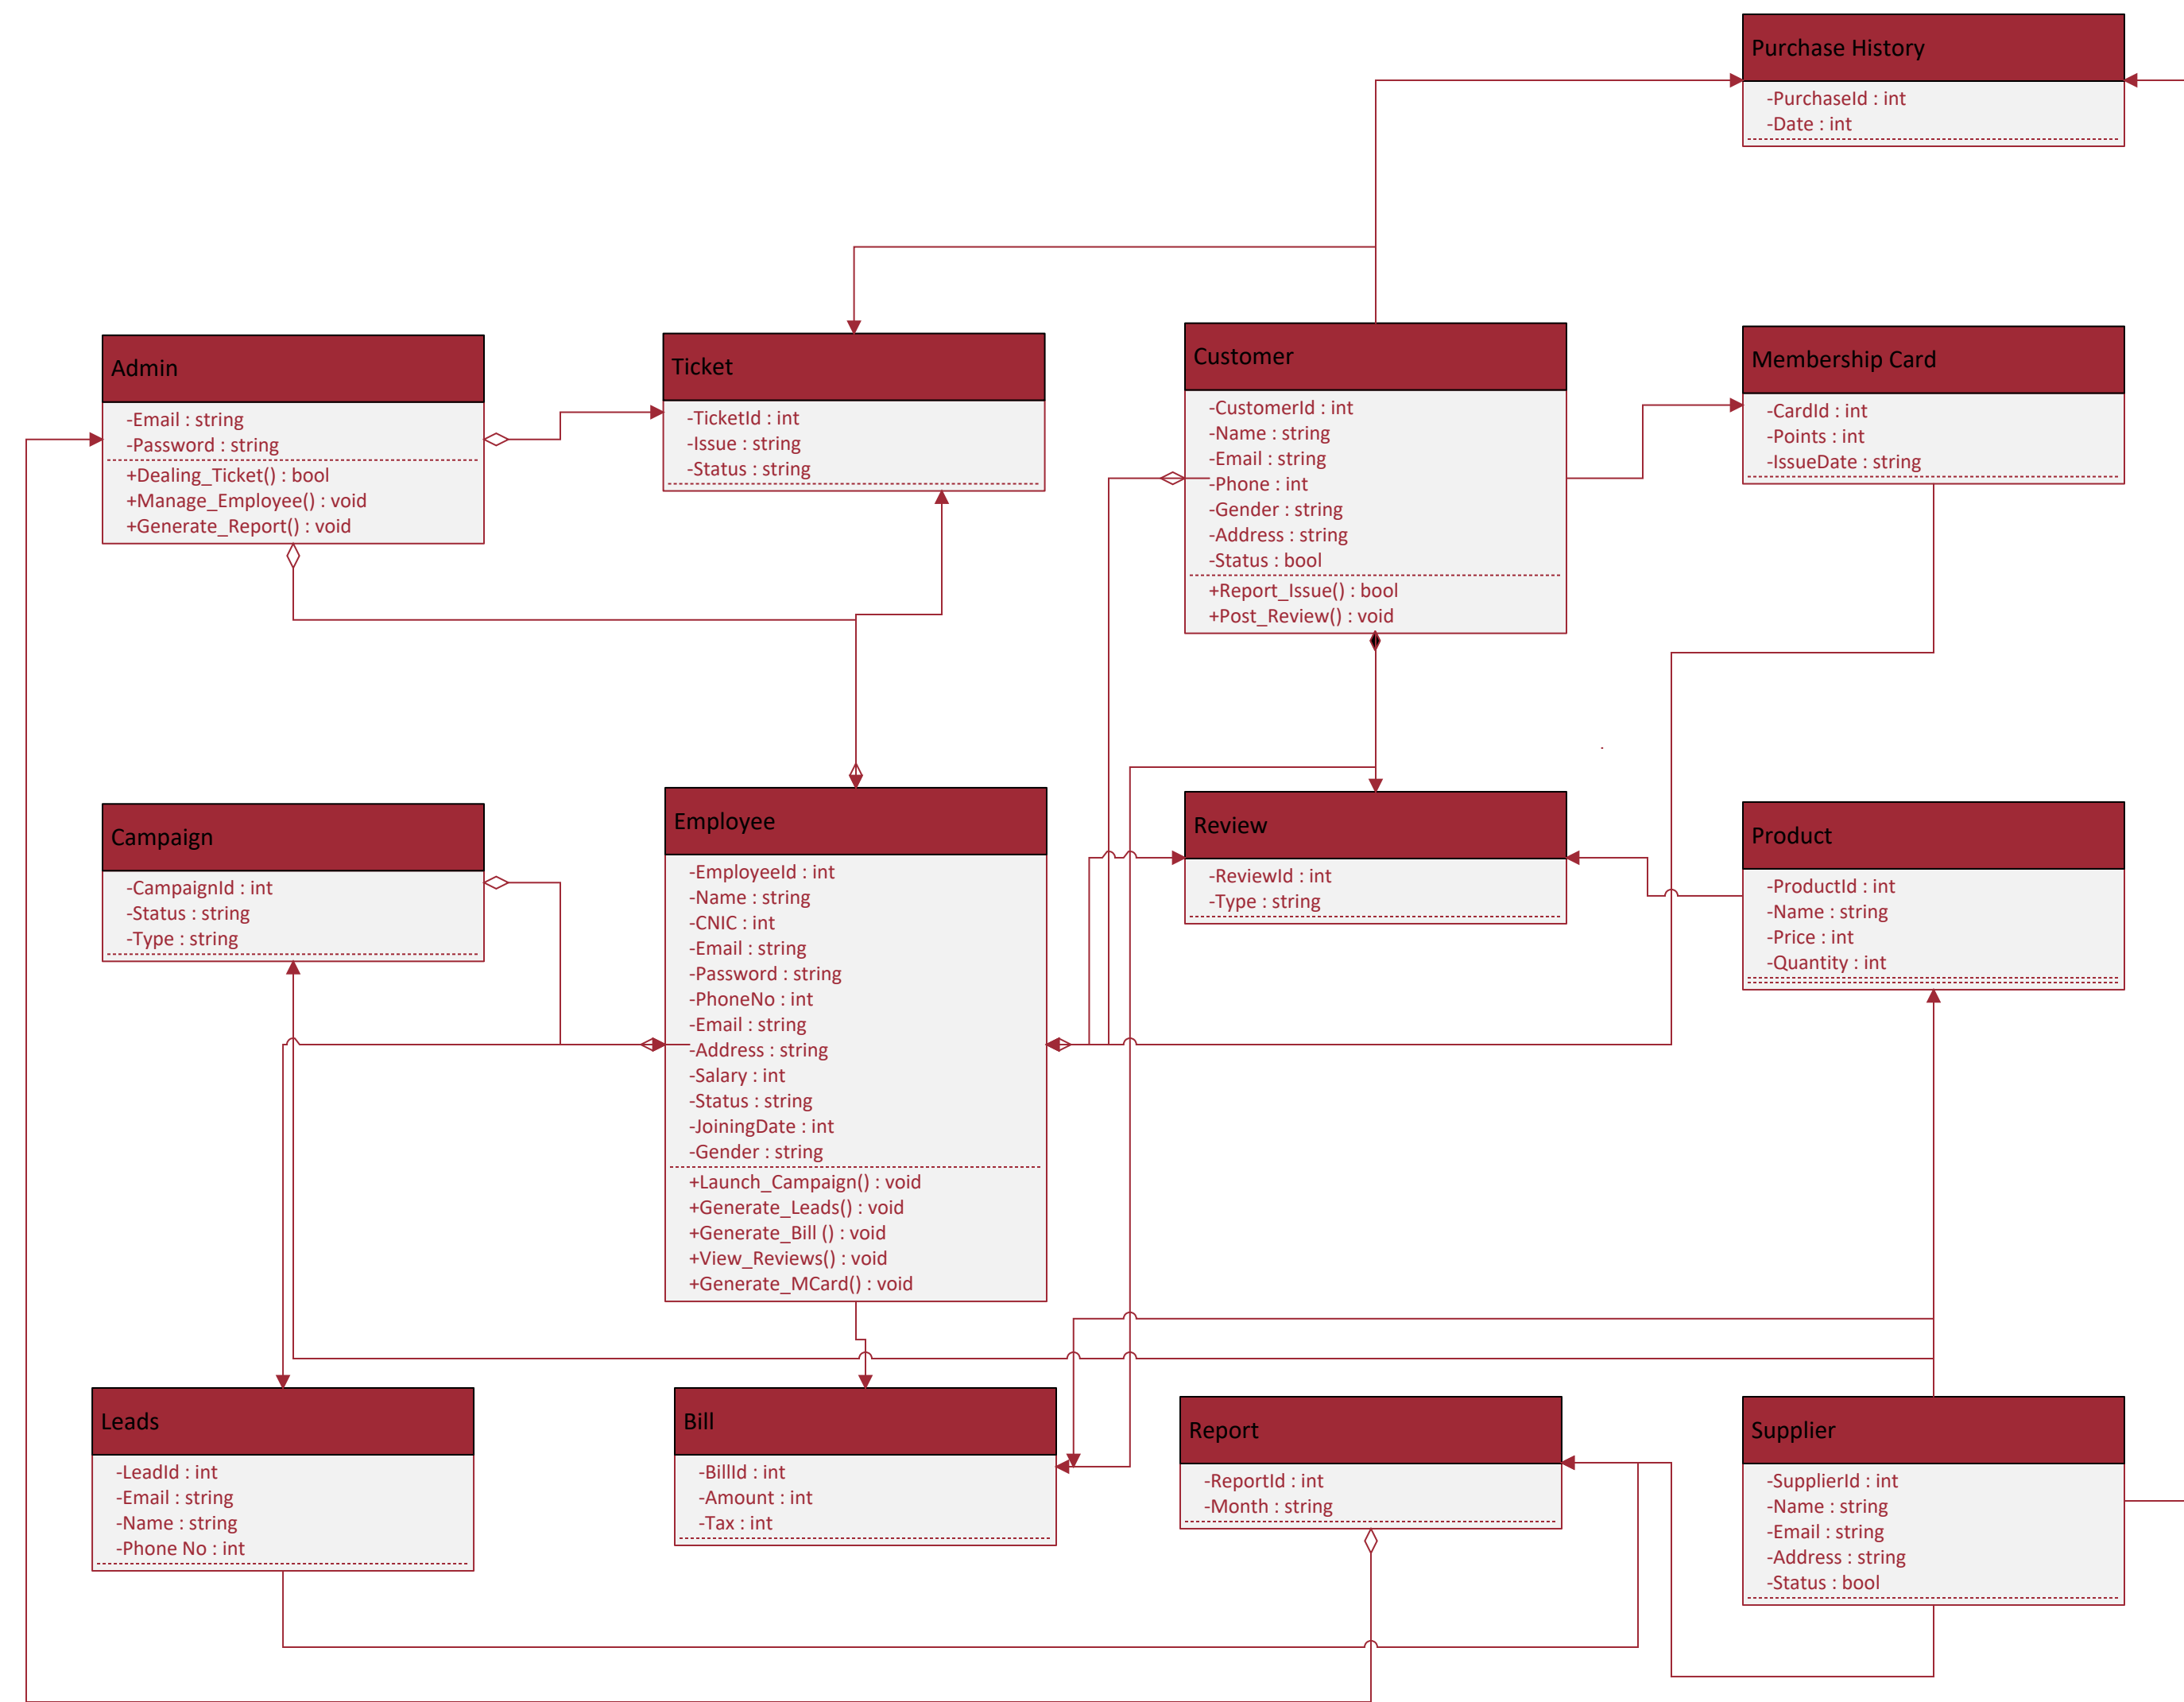 Purchase History
-PurchaseId : int
-Date : int
Admin
-Email : string
-Password : string
+Dealing_Ticket() : bool
+Manage_Employee() : void
+Generate_Report() : void
Ticket
-TicketId : int
-Issue : string
-Status : string
Customer
-CustomerId : int
-Name : string
-Email : string
-Phone : int
-Gender : string
-Address : string
-Status : bool
+Report_Issue() : bool
+Post_Review() : void
Membership Card
-CardId : int
-Points : int
-IssueDate : string
Campaign
-CampaignId : int
-Status : string
-Type : string
Employee
-EmployeeId : int
-Name : string
-CNIC : int
-Email : string
-Password : string
-PhoneNo : int
-Email : string
-Address : string
-Salary : int
-Status : string
-JoiningDate : int
-Gender : string
+Launch_Campaign() : void
+Generate_Leads() : void
+Generate_Bill () : void
+View_Reviews() : void
+Generate_MCard() : void
Review
-ReviewId : int
-Type : string
Product
-ProductId : int
-Name : string
-Price : int
-Quantity : int
Leads
-LeadId : int
-Email : string
-Name : string
-Phone No : int
Bill
-BillId : int
-Amount : int
-Tax : int
Report
-ReportId : int
-Month : string
Supplier
-SupplierId : int
-Name : string
-Email : string
-Address : string
-Status : bool